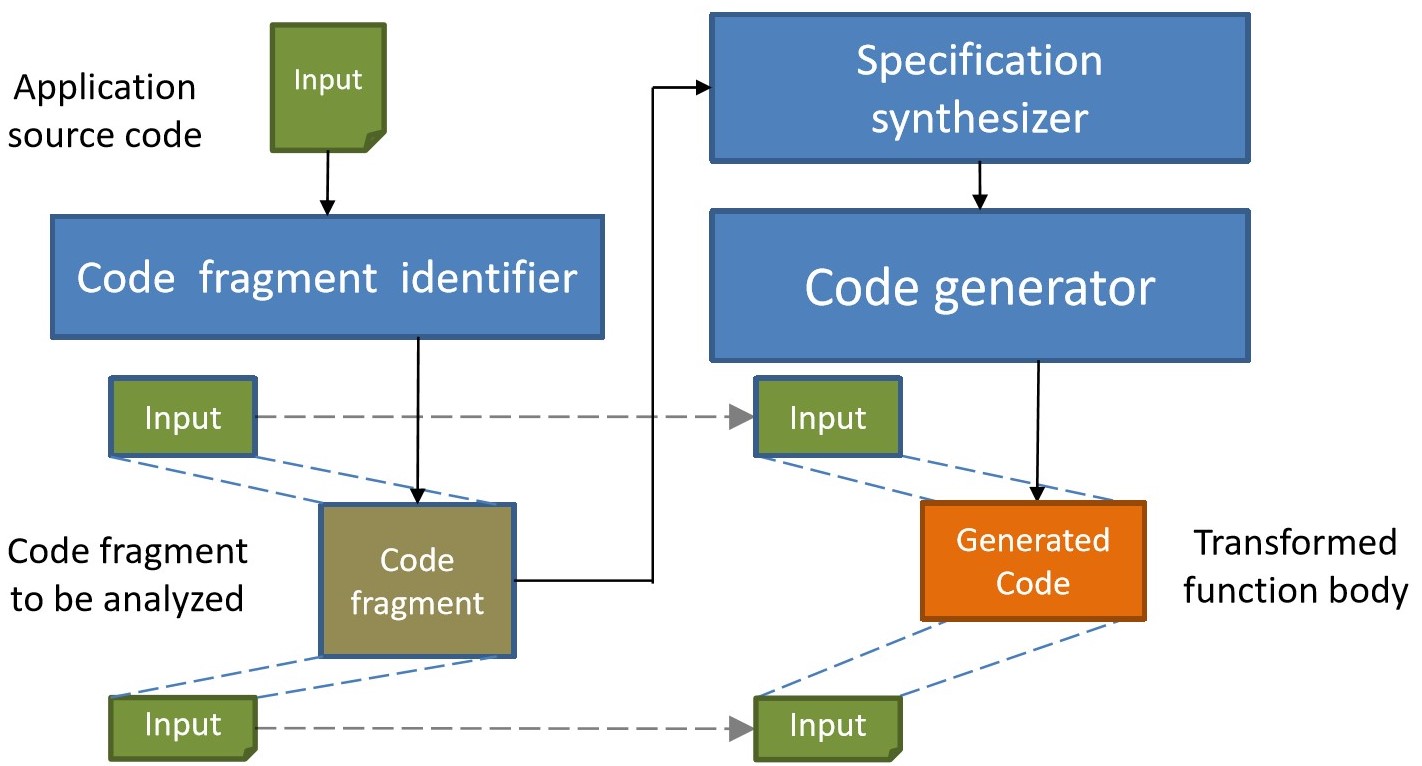 Application
source code
Input
Code fragment identifier
Specification
synthesizer
Code generator
Input
Input
Code fragment
to be analyzed
Code
fragment
Generated
Code
Transformed
function body
Input
Input